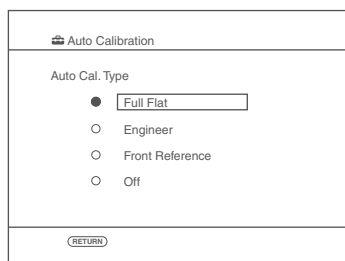 Auto Calibration
Auto Cal. Type
Full Flat
Engineer
Front Reference
Off
RETURN